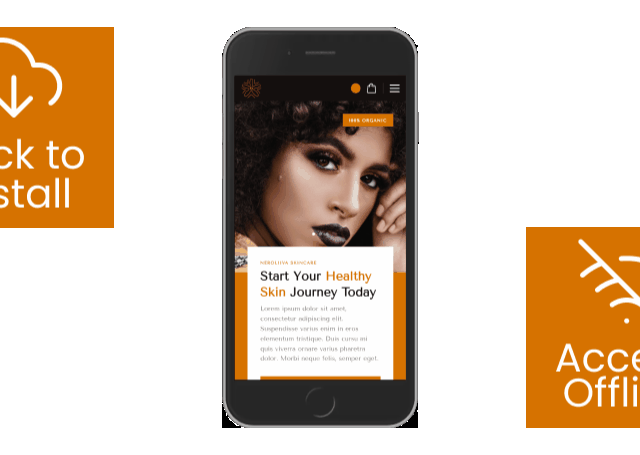 ck to
stall
100% ORGANIC
HEROLIIVA SKINCARE
Start Your Healthy
Skin Journey Today
Lorem ipsum dolor sit amet,
consectetur adipiscing elit.
Suspendisse varius enim in eros
elementum tristique. Duis cursus mi
quis viverra ornare varius pharetra
dolor. Morbi neque felis, semper eget.
Acce
Offli